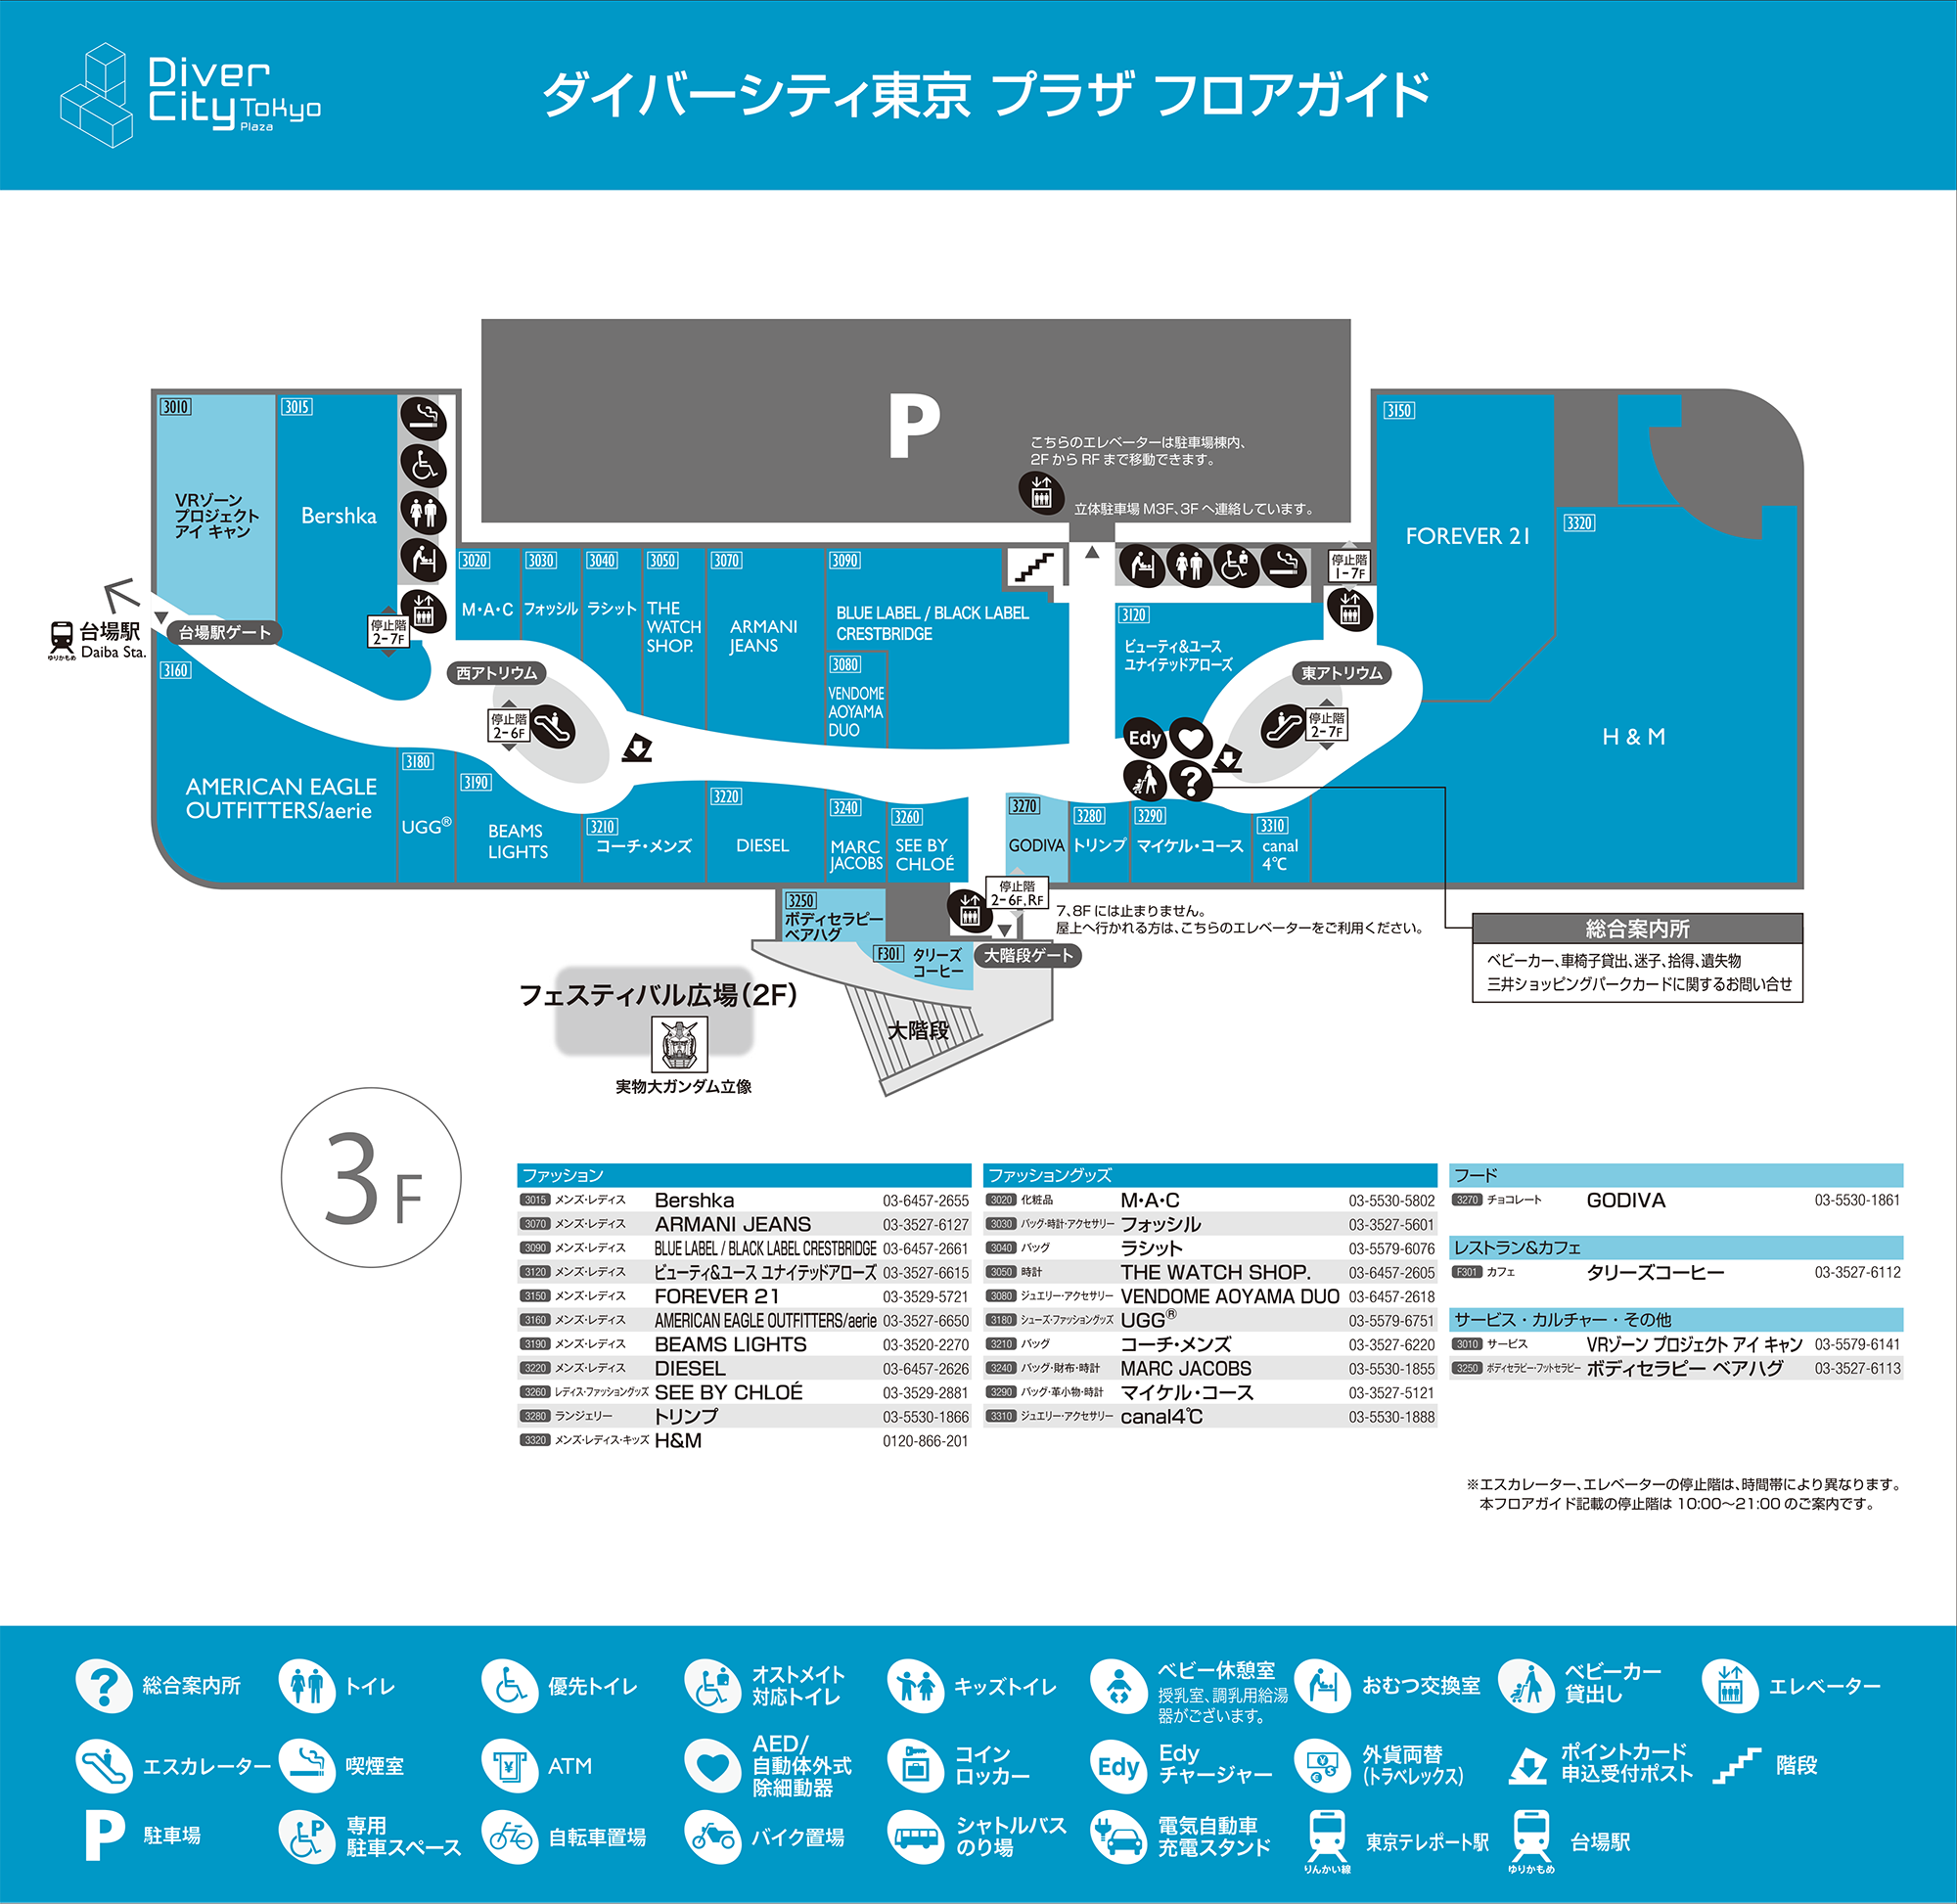 Diver
City Tokyo
Plaza
ダイバーシティ東京 プラザ フロアガイド
P
こちらのエレベーターは駐車場棟内、
2F から RF まで移動できます。
立体駐車場 M3F、3F へ連絡しています。
3010
VRゾーン
プロジェクト
アイ キャン
3015
Bershka
停止階
2-7F
台場駅
Daiba Sta.
ゆりかもめ
台場駅ゲート
3020
M・A・C
3030
フォッシル
3040
ラシット
3050
THE
WATCH
SHOP.
3070
ARMANI
JEANS
3090
BLUE LABEL / BLACK LABEL
CRESTBRIDGE
3080
VENDOME
AOYAMA
DUO
3120
ビューティ&ユース
ユナイテッドアローズ
停止階
1-7F
3150
FOREVER 21
3320
H & M
西アトリウム
停止階
2-6F
東アトリウム
停止階
2-7F
Edy
3160
AMERICAN EAGLE
OUTFITTERS/aerie
3180
UGG®
3190
BEAMS
LIGHTS
3210
コーチ・メンズ
3220
DIESEL
3240
MARC
JACOBS
3260
SEE BY
CHLOÉ
3270
GODIVA
3280
トリンプ
3290
マイケル・コース
3310
canal
4℃
3250
ボディセラピー
ベアハグ
F301
タリーズ
コーヒー
停止階
2-6F,RF
7、8F には止まりません。
屋上へ行かれる方は、こちらのエレベーターをご利用ください。
大階段ゲート
大階段
総合案内所
ベビーカー、車椅子貸出、迷子、拾得、遺失物
三井ショッピングパークカードに関するお問い合せ
フェスティバル広場(2F)
実物大ガンダム立像
3F
ファッション
3015 メンズ・レディス Bershka 03-6457-2655
3070 メンズ・レディス ARMANI JEANS 03-3527-6127
3090 メンズ・レディス BLUE LABEL / BLACK LABEL CRESTBRIDGE 03-6457-2661
3120 メンズ・レディス ビューティ&ユース ユナイテッドアローズ 03-3527-6615
3150 メンズ・レディス FOREVER 21 03-3529-5721
3160 メンズ・レディス AMERICAN EAGLE OUTFITTERS/aerie 03-3527-6650
3190 メンズ・レディス BEAMS LIGHTS 03-3520-2270
3220 メンズ・レディス DIESEL 03-6457-2626
3260 レディス・ファッショングッズ SEE BY CHLOÉ 03-3529-2881
3280 ランジェリー トリンプ 03-5530-1866
3320 メンズ・レディス・キッズ H&M 0120-866-201
ファッショングッズ
3020 化粧品 M・A・C 03-5530-5802
3030 バッグ・時計・アクセサリー フォッシル 03-3527-5601
3040 バッグ ラシット 03-5579-6076
3050 時計 THE WATCH SHOP. 03-6457-2605
3080 ジュエリー・アクセサリー VENDOME AOYAMA DUO 03-6457-2618
3180 シューズ・ファッショングッズ UGG® 03-5579-6751
3210 バッグ コーチ・メンズ 03-3527-6220
3240 バッグ・財布・時計 MARC JACOBS 03-5530-1855
3290 バッグ・革小物・時計 マイケル・コース 03-3527-5121
3310 ジュエリー・アクセサリー canal4℃ 03-5530-1888
フード
3270 チョコレート GODIVA 03-5530-1861
レストラン&カフェ
F301 カフェ タリーズコーヒー 03-3527-6112
サービス・カルチャー・その他
3010 サービス VRゾーン プロジェクト アイ キャン 03-5579-6141
3250 ボディセラピー・フットセラピー ボディセラピー ベアハグ 03-3527-6113
※エスカレーター、エレベーターの停止階は、時間帯により異なります。
本フロアガイド記載の停止階は 10:00〜21:00 のご案内です。
総合案内所
トイレ
優先トイレ
オストメイト
対応トイレ
キッズトイレ
ベビー休憩室
授乳室、調乳用給湯
器がございます。
おむつ交換室
ベビーカー
貸出し
エレベーター
エスカレーター
喫煙室
ATM
AED/
自動体外式
除細動器
コイン
ロッカー
Edy
Edy
チャージャー
外貨両替
(トラベレックス)
ポイントカード
申込受付ポスト
階段
P
駐車場
専用
駐車スペース
自転車置場
バイク置場
シャトルバス
のり場
電気自動車
充電スタンド
りんかい線
東京テレポート駅
ゆりかもめ
台場駅